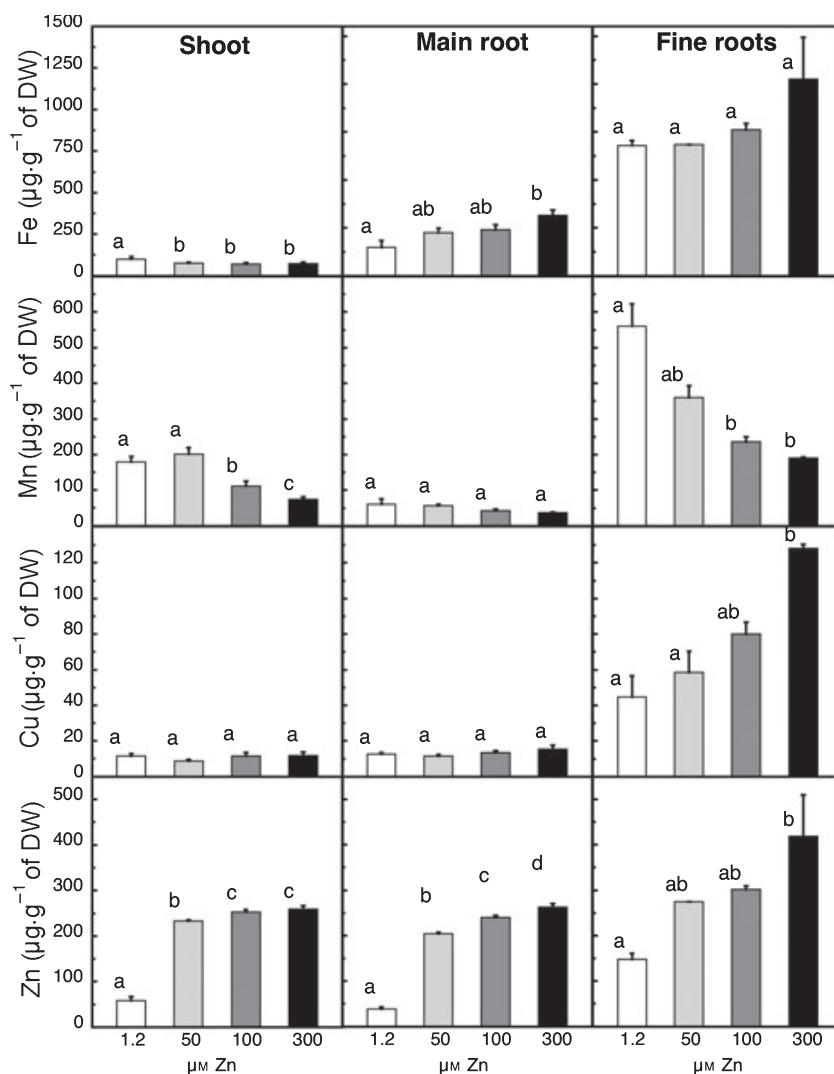 Shoot Main root Fine roots
Fe (µg·g⁻¹ of DW)
1500
1250
1000
750
500
250
0
a b b b
a ab ab b
a a a a
Mn (µg·g⁻¹ of DW)
600
500
400
300
200
100
0
a a b c
a a a a
a ab b b
Cu (µg·g⁻¹ of DW)
120
80
60
40
20
0
a a a a
a a a a
a a ab b
Zn (µg·g⁻¹ of DW)
500
400
300
200
100
0
a b c c
a b c d
a ab ab b
1.2 50 100 300 1.2 50 100 300 1.2 50 100 300
µM Zn µM Zn µM Zn